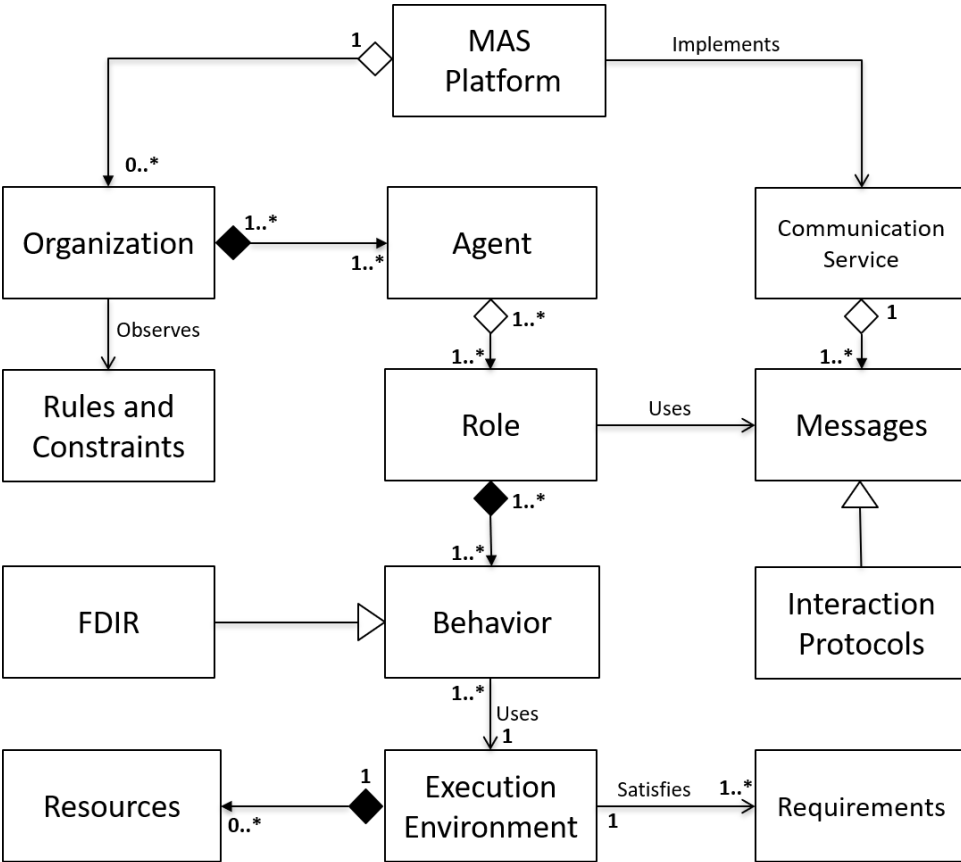 1
MAS
Platform
Implements
0..*
Organization
1..*
1..*
Agent
Communication
Service
Observes
1..*
1..*
1
1..*
Rules and
Constraints
Role
Uses
Messages
1..*
1..*
FDIR
Behavior
Interaction
Protocols
1..*
Uses
1
Resources
1
0..*
Execution
Environment
Satisfies
1
1..*
Requirements